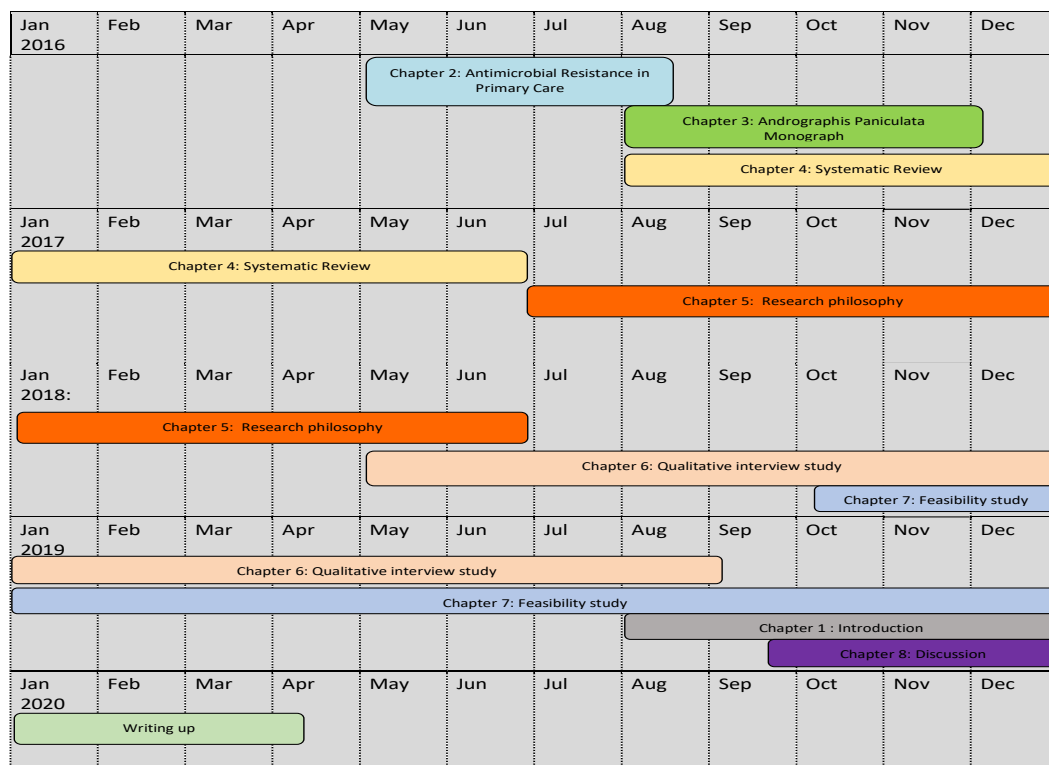 Jan Feb Mar Apr May Jun Jul Aug Sep Oct Nov Dec
2016
Chapter 2: Antimicrobial Resistance in
Primary Care
Chapter 3: Andrographis Paniculata
Monograph
Chapter 4: Systematic Review
Jan Feb Mar Apr May Jun Jul Aug Sep Oct Nov Dec
2017
Chapter 4: Systematic Review
Chapter 5: Research philosophy
Jan Feb Mar Apr May Jun Jul Aug Sep Oct Nov Dec
2018:
Chapter 5: Research philosophy
Chapter 6: Qualitative interview study
Chapter 7: Feasibility study
Jan Feb Mar Apr May Jun Jul Aug Sep Oct Nov Dec
2019
Chapter 6: Qualitative interview study
Chapter 7: Feasibility study
Chapter 1 : Introduction
Chapter 8: Discussion
Jan Feb Mar Apr May Jun Jul Aug Sep Oct Nov Dec
2020
Writing up